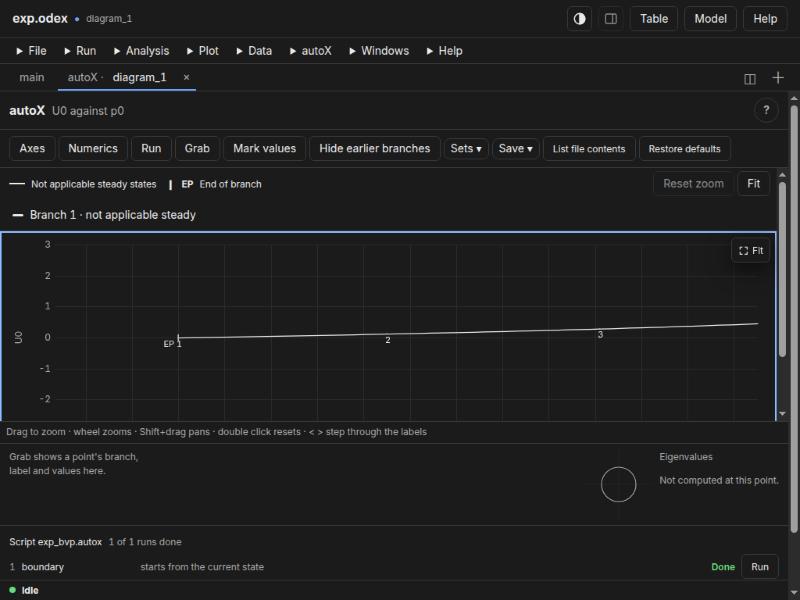 exp.odex • diagram_1 Table Model Help
File Run Analysis Plot Data autoX Windows Help
main autoX · diagram_1 ×
autoX U0 against p0 ?
Axes Numerics Run Grab Mark values Hide earlier branches Sets ▾ Save ▾ List file contents Restore defaults
Not applicable steady states EP End of branch Reset zoom Fit
Branch 1 · not applicable steady
Fit
3
2
1
0
-1
-2
U0
EP 1
2
3
Drag to zoom · wheel zooms · Shift+drag pans · double click resets · < > step through the labels
Grab shows a point's branch,
label and values here.
Eigenvalues
Not computed at this point.
Script exp_bvp.autox 1 of 1 runs done
1 boundary starts from the current state Done Run
Idle